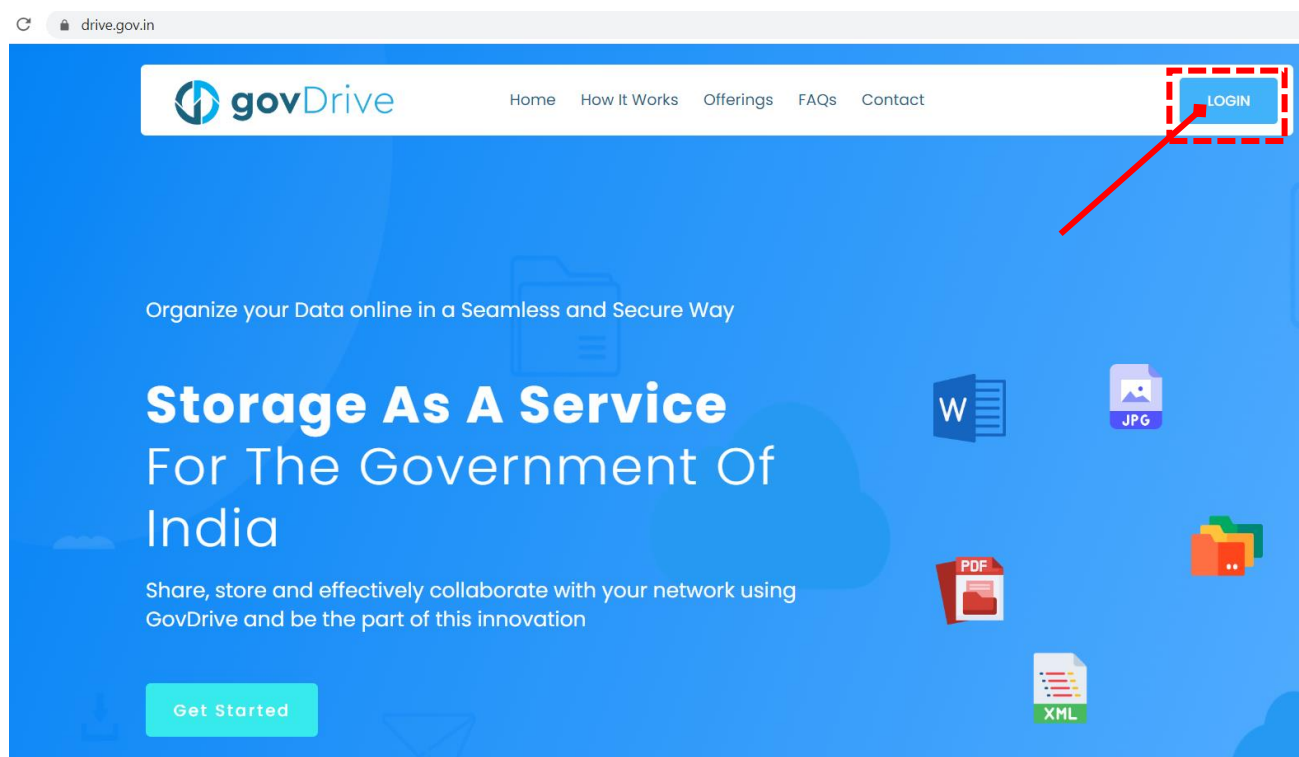 drive.gov.in
govDrive
Home How It Works Offerings FAQs Contact
LOGIN
Organize your Data online in a Seamless and Secure Way
Storage As A Service
For The Government Of
India
Share, store and effectively collaborate with your network using
GovDrive and be the part of this innovation
Get Started
W
JPG
PDF
XML